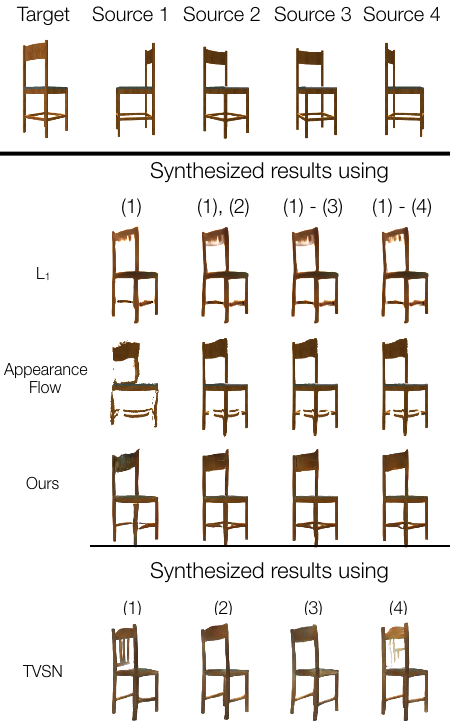 Target Source 1 Source 2 Source 3 Source 4
Synthesized results using
(1) (1), (2) (1) - (3) (1) - (4)
L₁
Appearance
Flow
Ours
Synthesized results using
(1) (2) (3) (4)
TVSN